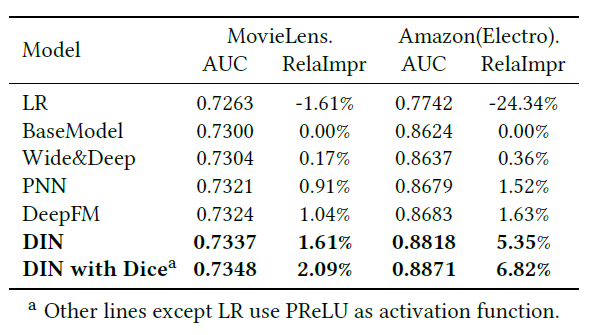 Model MovieLens. Amazon(Electro).
AUC RelaImpr AUC RelaImpr
LR 0.7263 -1.61% 0.7742 -24.34%
BaseModel 0.7300 0.00% 0.8624 0.00%
Wide&Deep 0.7304 0.17% 0.8637 0.36%
PNN 0.7321 0.91% 0.8679 1.52%
DeepFM 0.7324 1.04% 0.8683 1.63%
DIN 0.7337 1.61% 0.8818 5.35%
DIN with Dice^a 0.7348 2.09% 0.8871 6.82%
^a Other lines except LR use PReLU as activation function.